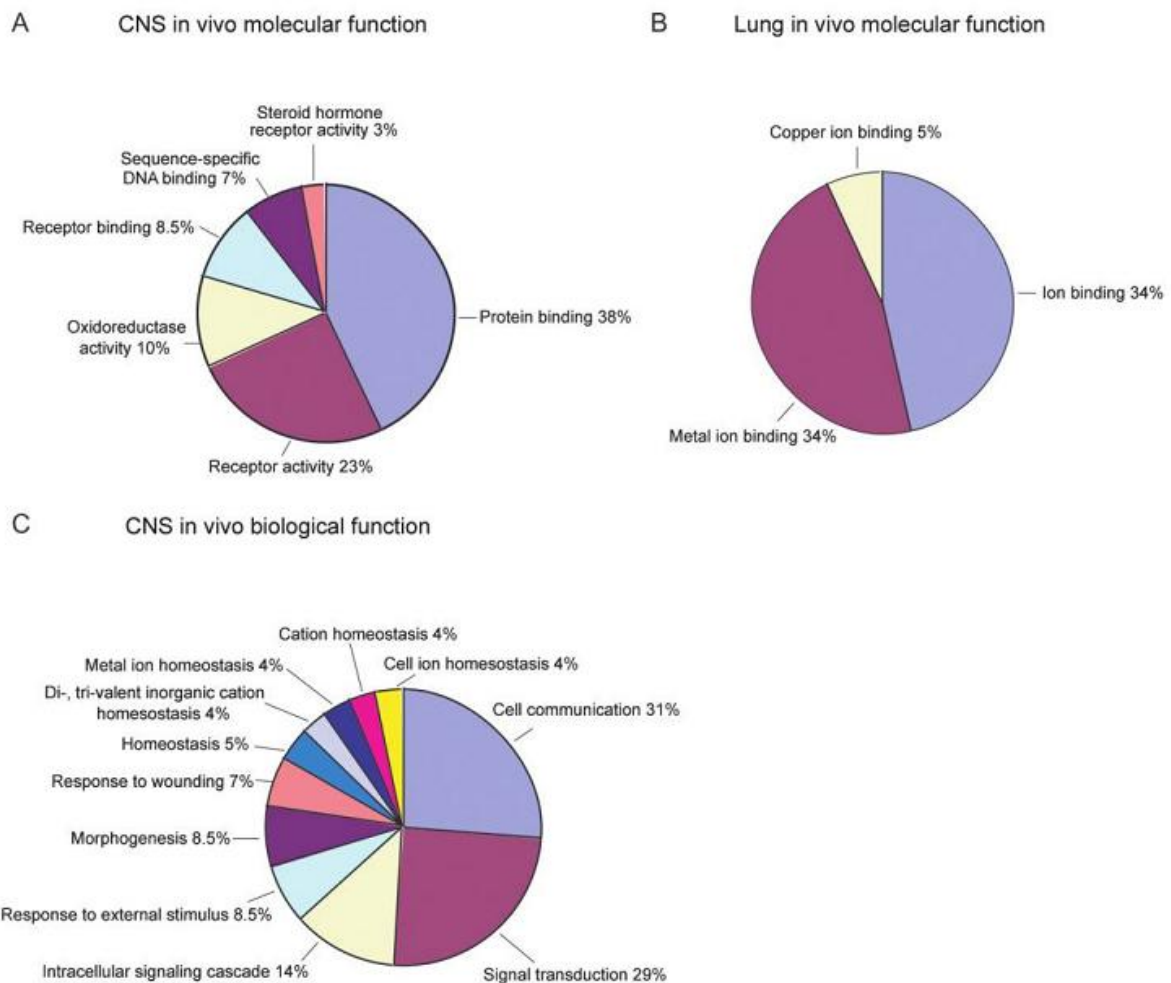 A
CNS in vivo molecular function
Steroid hormone
receptor activity 3%
Sequence-specific
DNA binding 7%
Receptor binding 8.5%
Oxidoreductase
activity 10%
Protein binding 38%
Receptor activity 23%
B
Lung in vivo molecular function
Copper ion binding 5%
Ion binding 34%
Metal ion binding 34%
C
CNS in vivo biological function
Cation homeostasis 4%
Cell ion homesostasis 4%
Metal ion homeostasis 4%
Di-, tri-valent inorganic cation
homesostasis 4%
Cell communication 31%
Homeostasis 5%
Response to wounding 7%
Morphogenesis 8.5%
Response to external stimulus 8.5%
Intracellular signaling cascade 14%
Signal transduction 29%